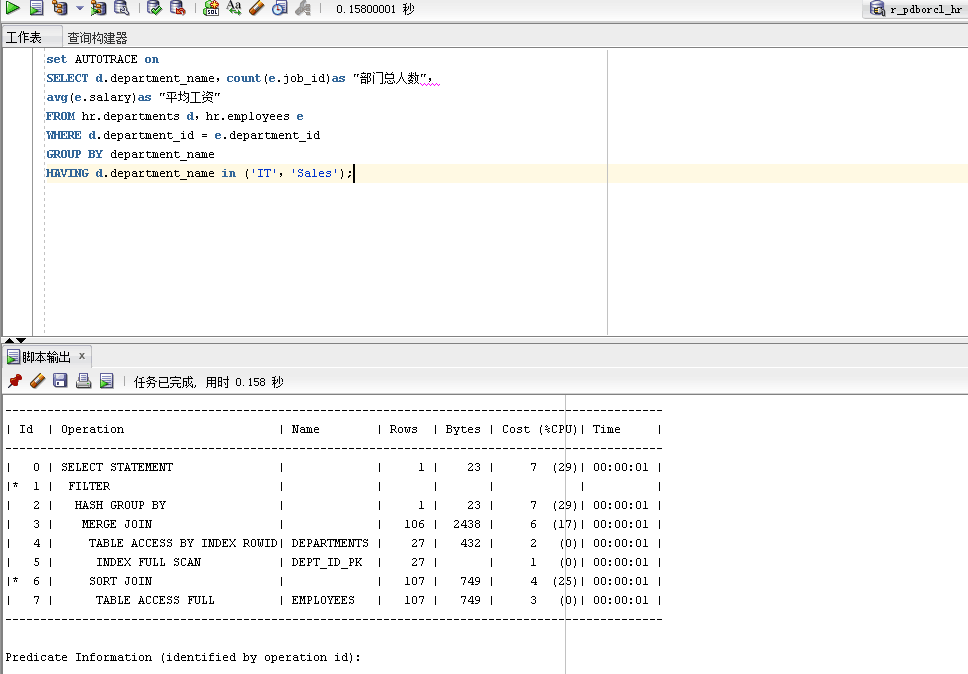 0.15800001 秒
r_pdborcl_hr
工作表 查询构建器
set AUTOTRACE on
SELECT d.department_name，count(e.job_id)as "部门总人数"，
avg(e.salary)as "平均工资"
FROM hr.departments d，hr.employees e
WHERE d.department_id = e.department_id
GROUP BY department_name
HAVING d.department_name in ('IT'，'Sales');
脚本输出 x
任务已完成, 用时 0.158 秒
---------------------------------------------------------------------------------------------
| Id  | Operation                      | Name        | Rows  | Bytes | Cost (%CPU)| Time     |
---------------------------------------------------------------------------------------------
|   0 | SELECT STATEMENT               |             |     1 |    23 |     7  (29)| 00:00:01 |
|*  1 |  FILTER                        |             |       |       |            |          |
|   2 |   HASH GROUP BY                |             |     1 |    23 |     7  (29)| 00:00:01 |
|   3 |    MERGE JOIN                  |             |   106 |  2438 |     6  (17)| 00:00:01 |
|   4 |     TABLE ACCESS BY INDEX ROWID| DEPARTMENTS |    27 |   432 |     2   (0)| 00:00:01 |
|   5 |      INDEX FULL SCAN           | DEPT_ID_PK  |    27 |       |     1   (0)| 00:00:01 |
|*  6 |     SORT JOIN                  |             |   107 |   749 |     4  (25)| 00:00:01 |
|   7 |      TABLE ACCESS FULL         | EMPLOYEES   |   107 |   749 |     3   (0)| 00:00:01 |
---------------------------------------------------------------------------------------------
Predicate Information (identified by operation id):